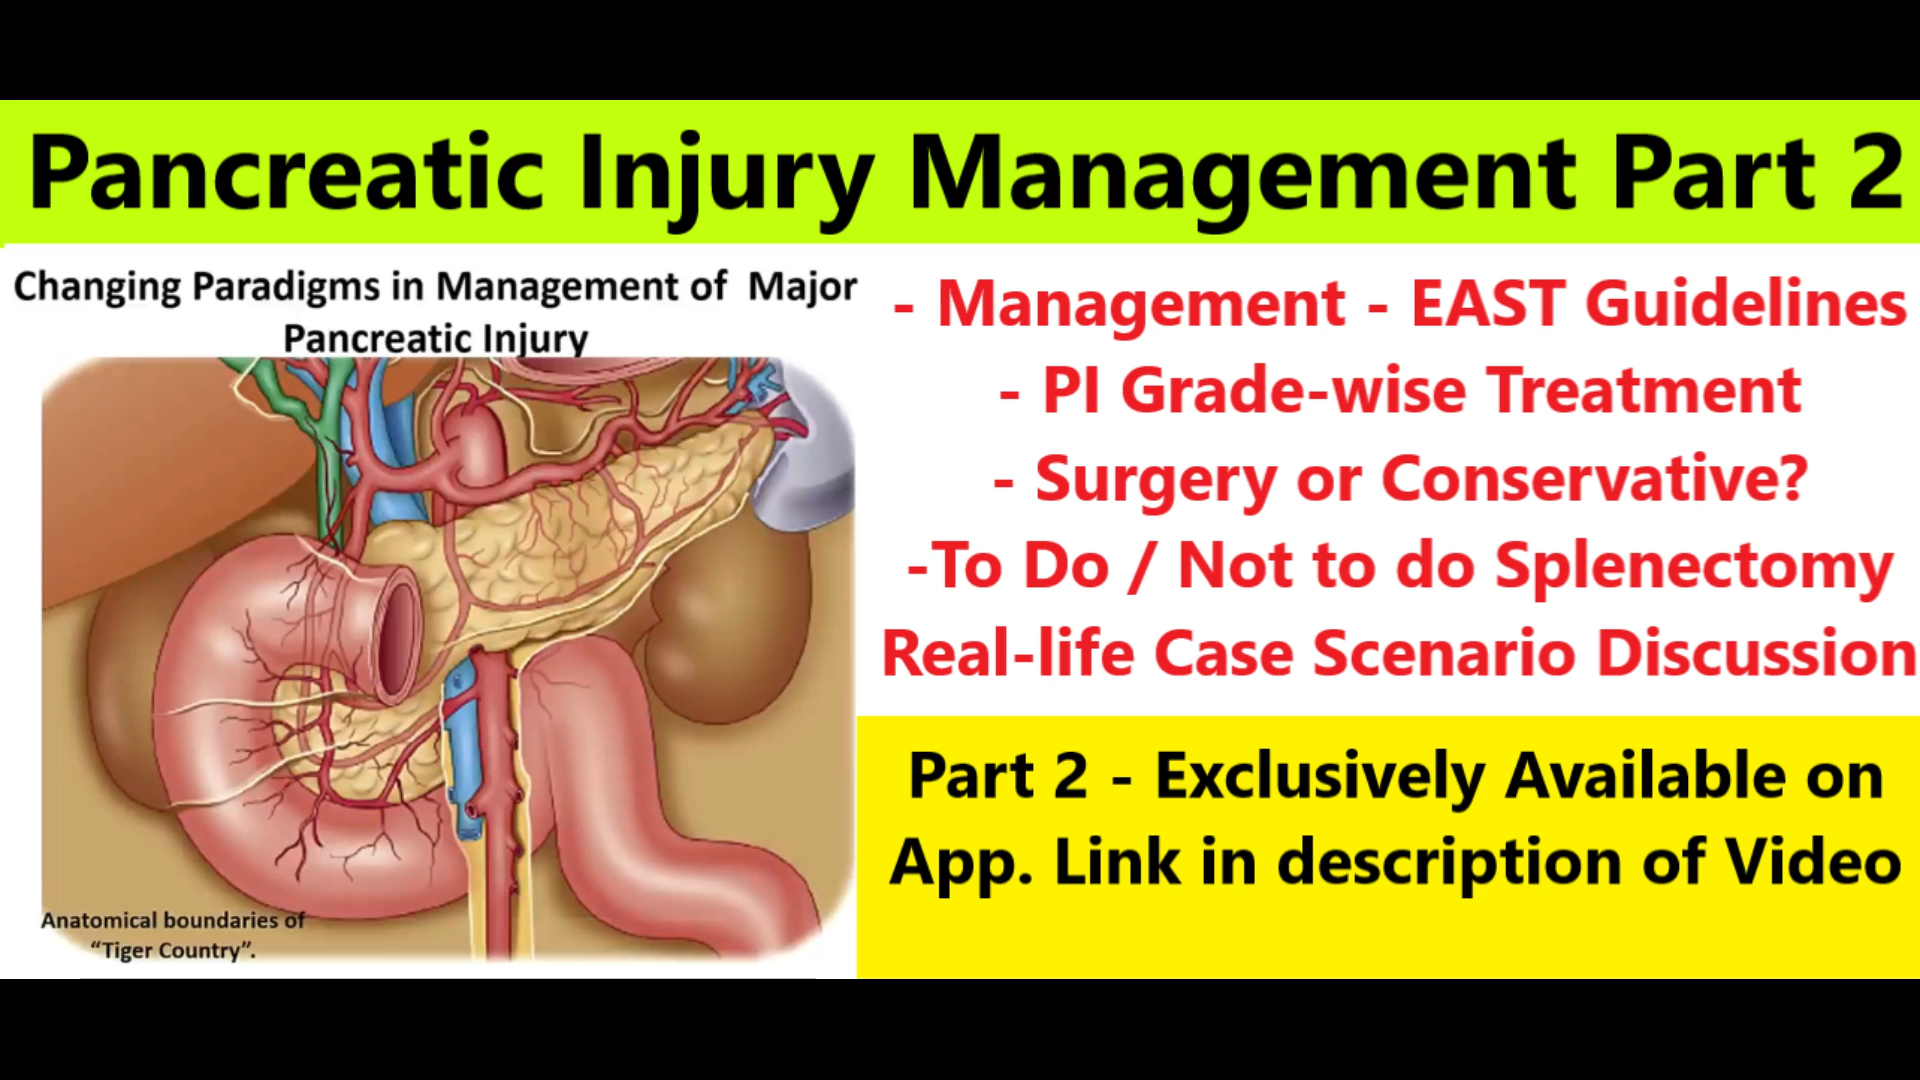 Pancreatic Injury Management Part 2
Changing Paradigms in Management of Major
Pancreatic Injury
Anatomical boundaries of
“Tiger Country”.
- Management - EAST Guidelines
- PI Grade-wise Treatment
- Surgery or Conservative?
-To Do / Not to do Splenectomy
Real-life Case Scenario Discussion
Part 2 - Exclusively Available on
App. Link in description of Video